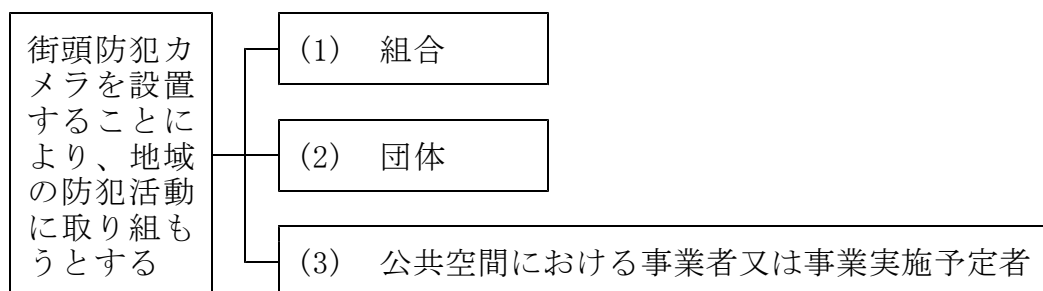 街頭防犯カ
メラを設置
することに
より、地域
の防犯活動
に取り組も
うとする
(1) 組合
(2) 団体
(3) 公共空間における事業者又は事業実施予定者